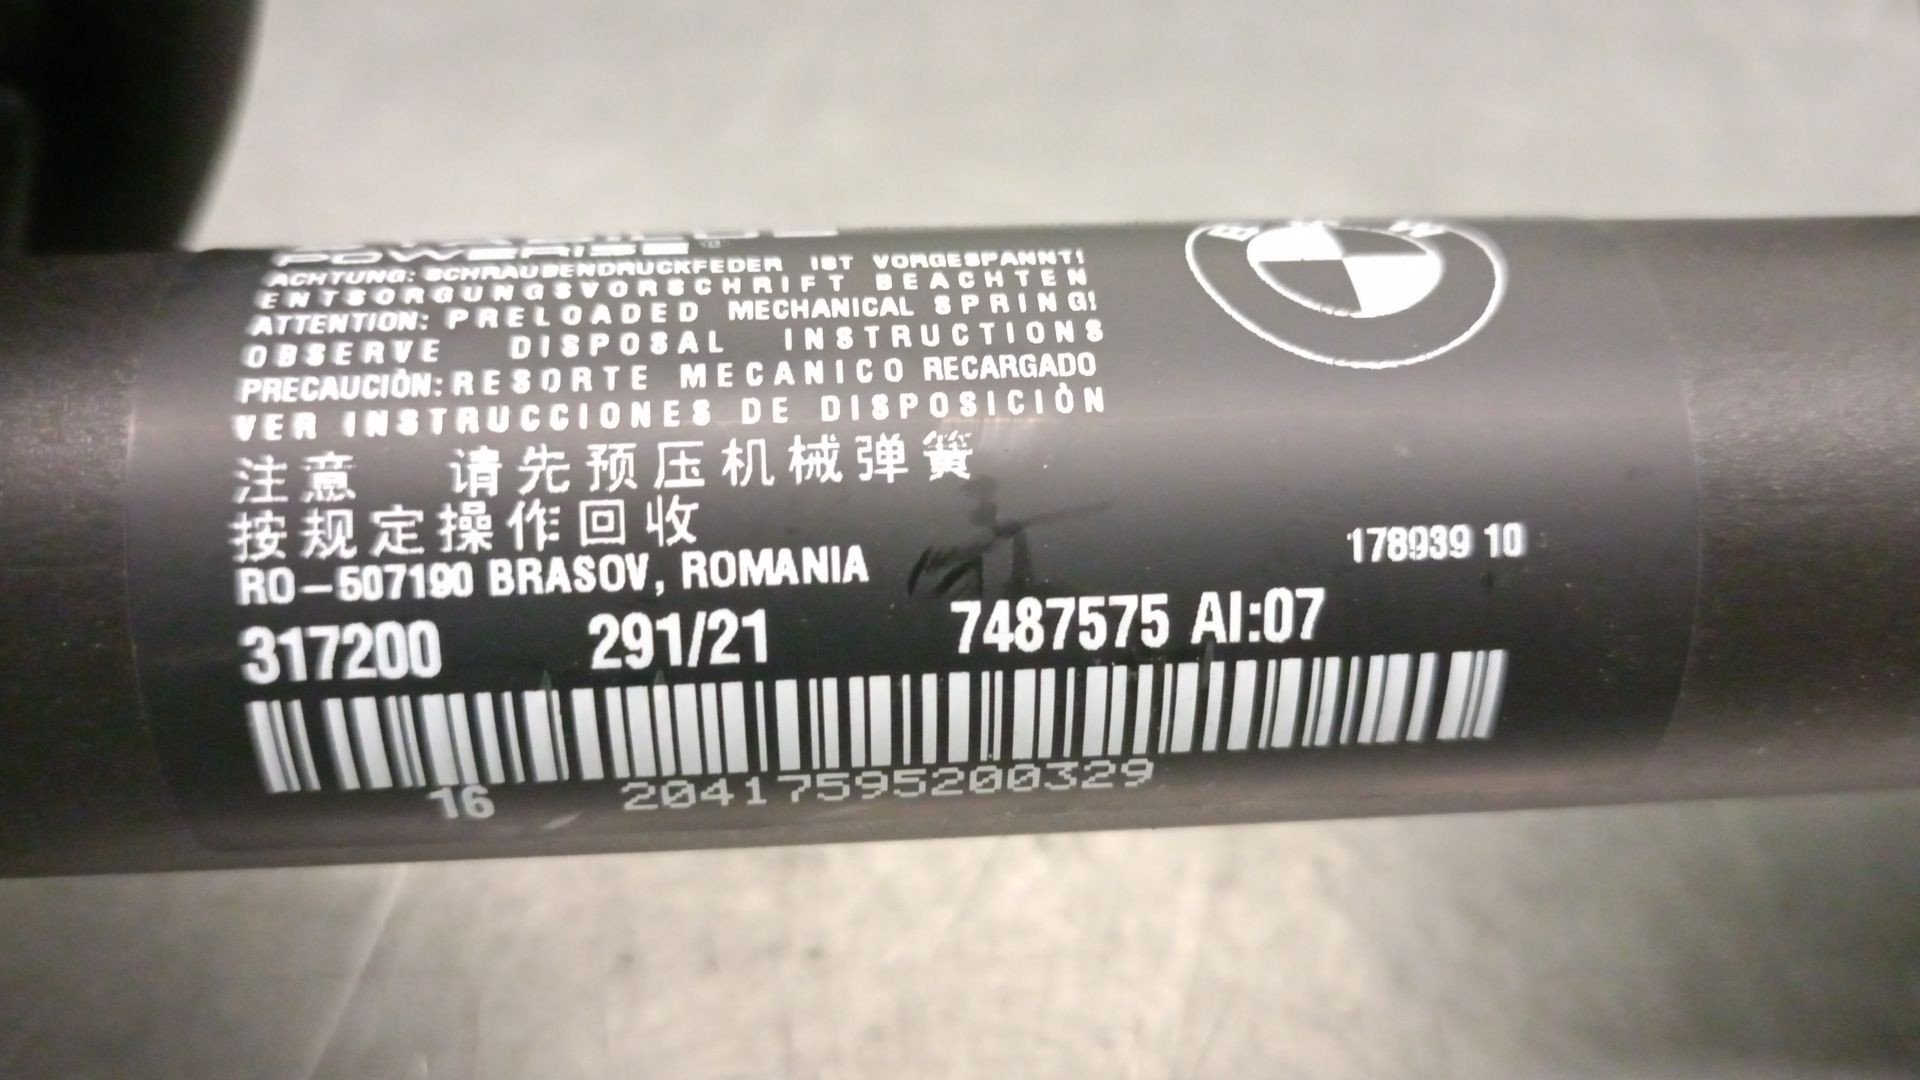 POWERISE®
ACHTUNG: SCHRAUBENDRUCKFEDER IST VORGESPANNT!
ENTSORGUNGSVORSCHRIFT BEACHTEN
ATTENTION: PRELOADED MECHANICAL SPRING!
OBSERVE DISPOSAL INSTRUCTIONS
PRECAUCIÒN: RESORTE MECANICO RECARGADO
VER INSTRUCCIONES DE DISPOSICIÒN
注意 请先预压机械弹簧
按规定操作回收
RO-507190 BRASOV, ROMANIA
178939 10
317200 291/21 7487575 AI:07
16 20417595200329
BMW